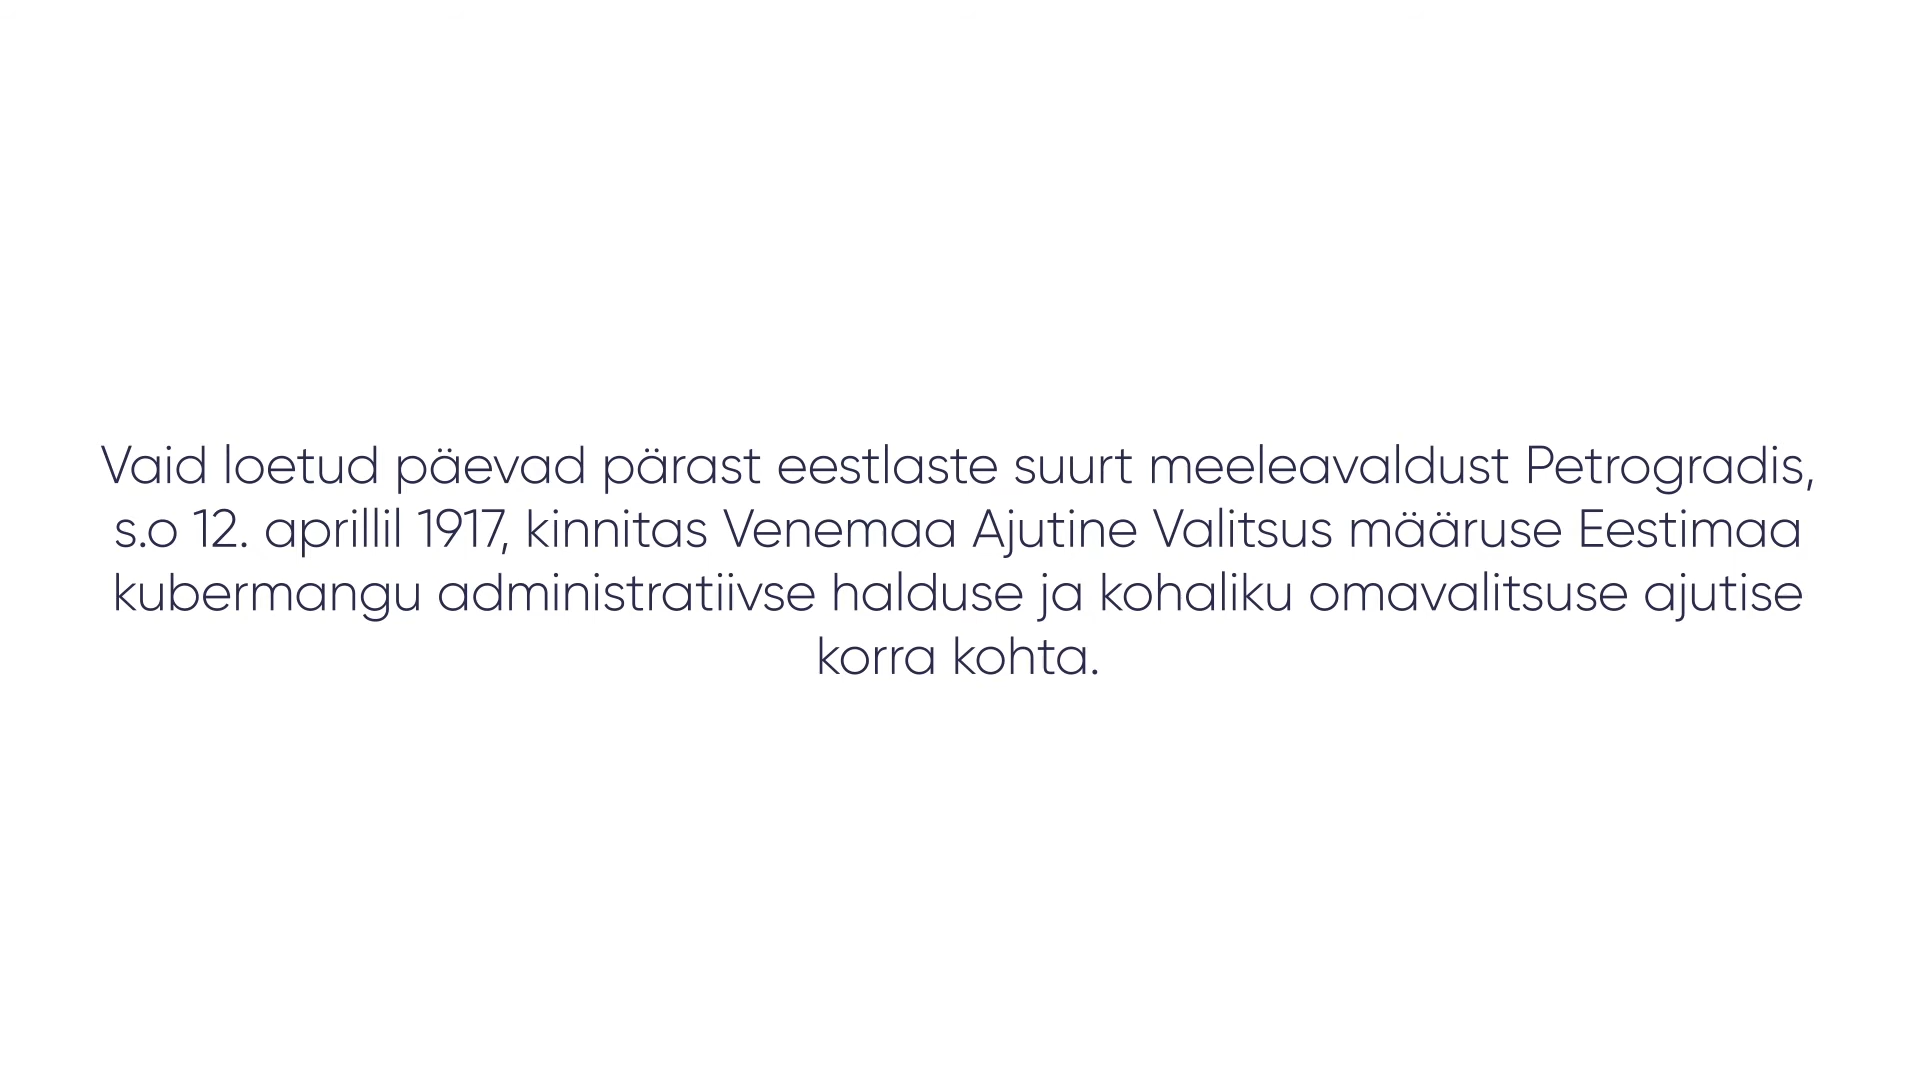 Vaid loetud päevad pärast eestlaste suurt meeleavaldust Petrogradis,
s.o 12. aprillil 1917, kinnitas Venemaa Ajutine Valitsus määruse Eestimaa
kubermangu administratiivse halduse ja kohaliku omavalitsuse ajutise
korra kohta.